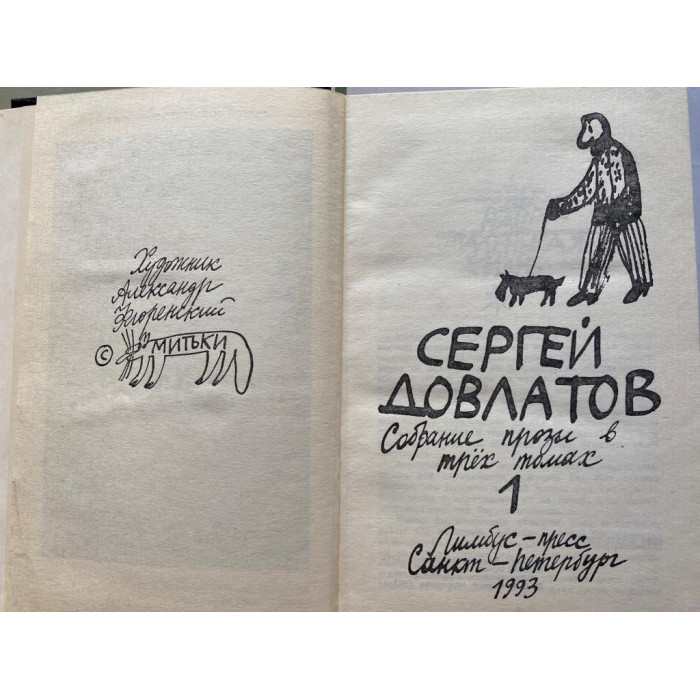 Художник
Александр
Флоренский
© МИТЬКИ
СЕРГЕЙ
ДОВЛАТОВ
Собрание прозы в
трёх томах
1
Лимбус-пресс
Санкт-Петербург
1993